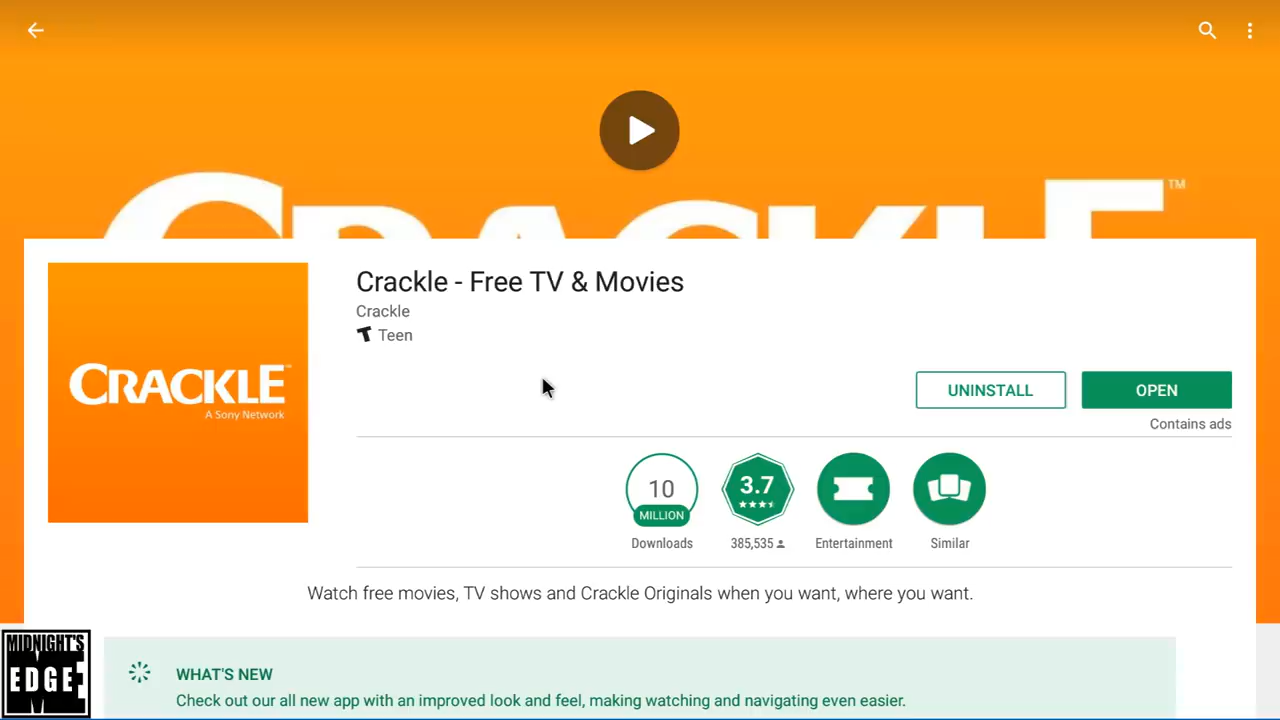 CRACKLE™
Crackle - Free TV & Movies
Crackle
T Teen
CRACKLE™
A Sony Network
UNINSTALL
OPEN
Contains ads
10
MILLION
Downloads
3.7
385,535
Entertainment
Similar
Watch free movies, TV shows and Crackle Originals when you want, where you want.
WHAT'S NEW
Check out our all new app with an improved look and feel, making watching and navigating even easier.
MIDNIGHT'S
EDGE